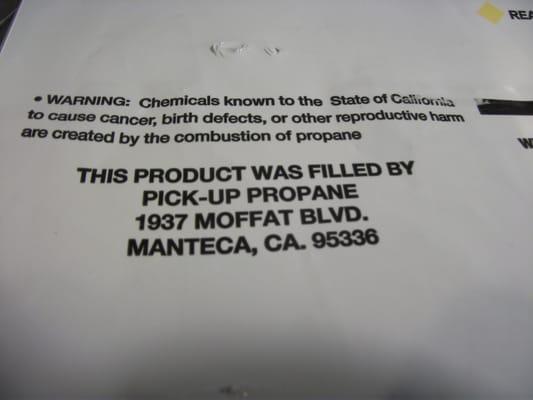 REA
• WARNING: Chemicals known to the State of California
to cause cancer, birth defects, or other reproductive harm
are created by the combustion of propane
THIS PRODUCT WAS FILLED BY
PICK-UP PROPANE
1937 MOFFAT BLVD.
MANTECA, CA. 95336